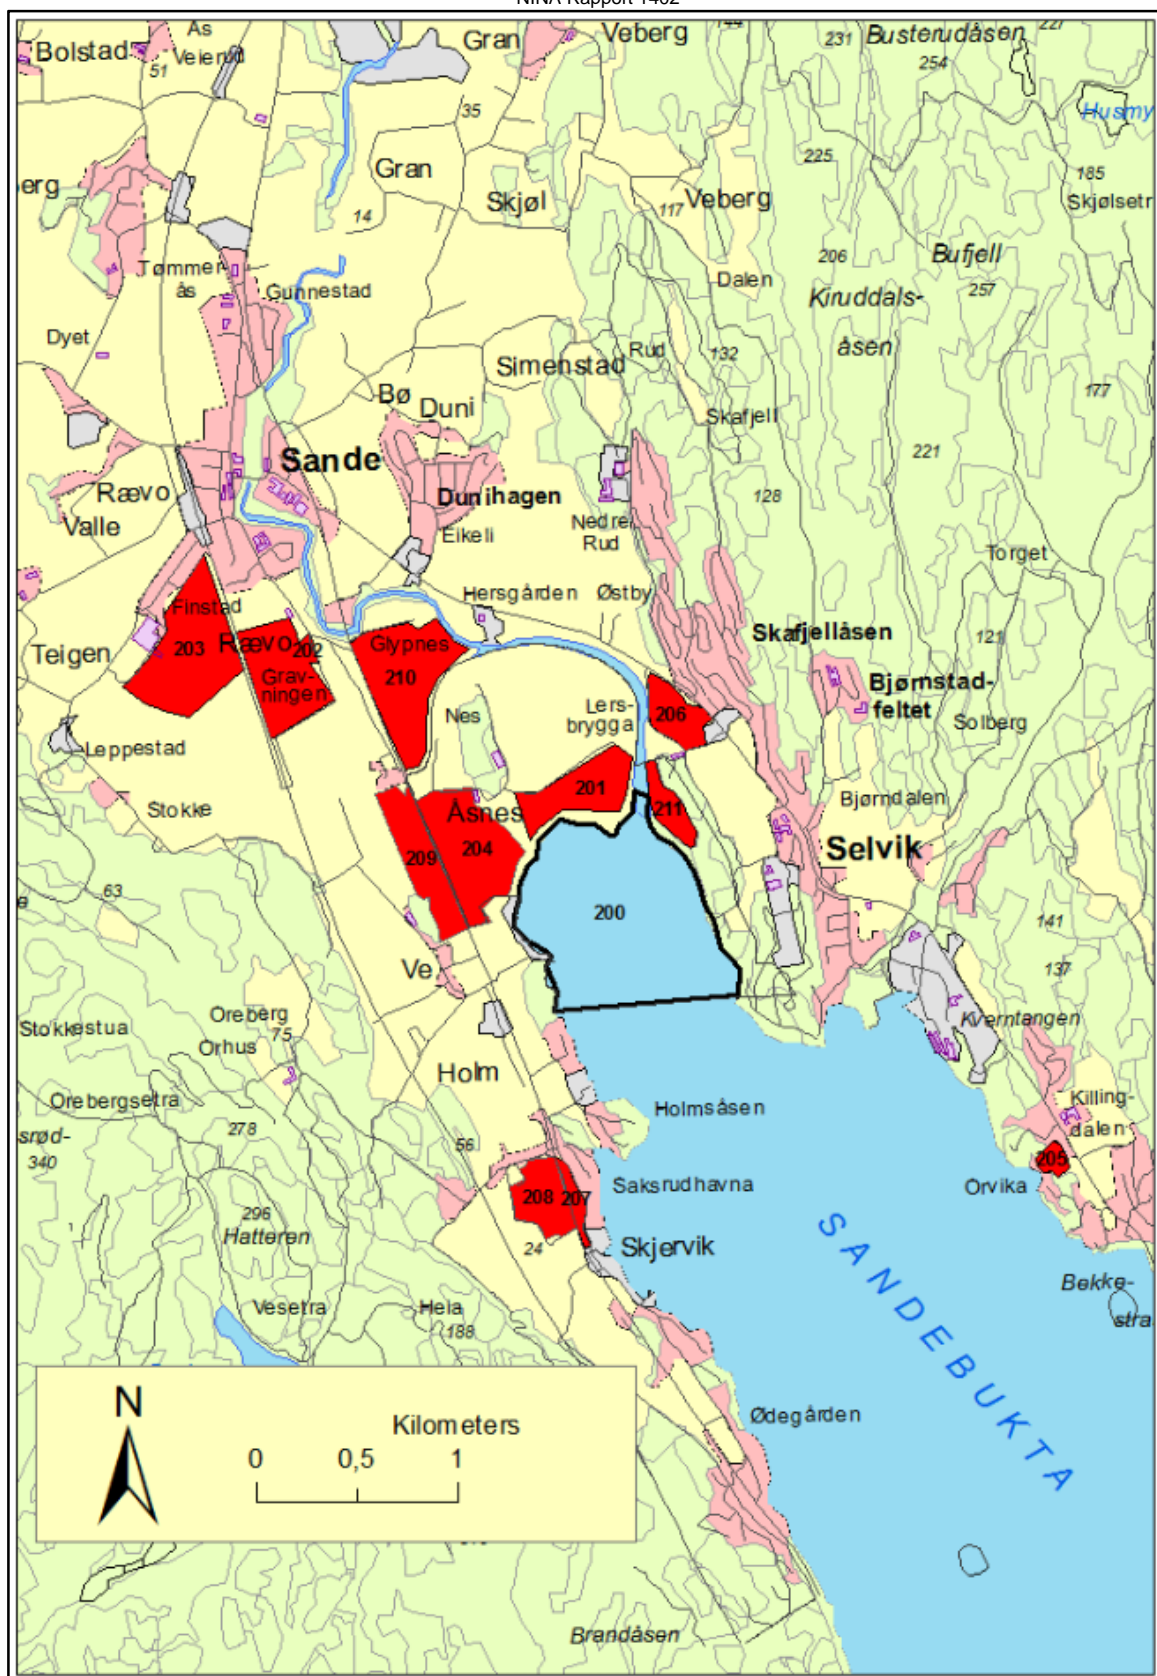 NINA Rapport 1462
Ås
Veierud
Bolstad
51
Gran
Veberg
144
231
Busterudåsen
227
254
35
Husmy
225
Gran
185
Skjølsetr
berg
Skjøl
14
117
Veberg
Bufjell
206
Tømmer-
ås
Dalen
Gunnestad
257
Kiruddals-
åsen
Dyet
Simenstad
Rud
132
177
Bø
Duni
Skafjell
221
Sande
Rævo
Dunihagen
128
Valle
Eikeli
Nedre
Rud
Torget
Hersgården
Østby
Finstad
Skafjellåsen
121
Teigen
203
Rævo
202
Glypnes
Grav-
ningen
210
Bjørnstad-
feltet
Lers-
brygga
206
Nes
Solberg
Leppestad
201
Bjørndalen
Stokke
Åsnes
211
Selvik
204
209
63
e
200
141
137
Ve
Oreberg
Stokkestua
75
Kverntangen
Orhus
Holm
Orebergsetra
Holmsåsen
Killing-
dalen
278
56
srød-
340
205
Saksrudhavna
Orvika
208
207
296
Hatteren
24
Skjervik
SANDEBUKTA
Bekke-
stra
Vesetra
Hela
188
N
Kilometers
Ødegården
0
0,5
1
Brandåsen